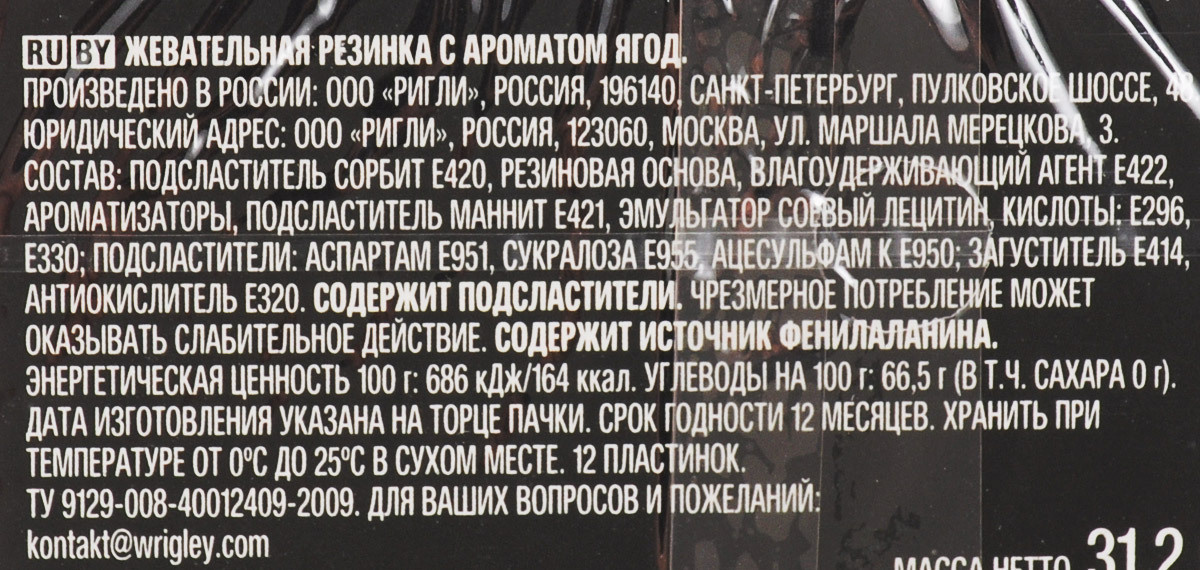 RU BY ЖЕВАТЕЛЬНАЯ РЕЗИНКА С АРОМАТОМ ЯГОД.
ПРОИЗВЕДЕНО В РОССИИ: ООО «РИГЛИ», РОССИЯ, 196140, САНКТ-ПЕТЕРБУРГ, ПУЛКОВСКОЕ ШОССЕ, 48
ЮРИДИЧЕСКИЙ АДРЕС: ООО «РИГЛИ», РОССИЯ, 123060, МОСКВА, УЛ. МАРШАЛА МЕРЕЦКОВА, 3.
СОСТАВ: ПОДСЛАСТИТЕЛЬ СОРБИТ Е420, РЕЗИНОВАЯ ОСНОВА, ВЛАГОУДЕРЖИВАЮЩИЙ АГЕНТ Е422,
АРОМАТИЗАТОРЫ, ПОДСЛАСТИТЕЛЬ МАННИТ Е421, ЭМУЛЬГАТОР СОЕВЫЙ ЛЕЦИТИН, КИСЛОТЫ: Е296,
Е330; ПОДСЛАСТИТЕЛИ: АСПАРТАМ Е951, СУКРАЛОЗА Е955, АЦЕСУЛЬФАМ К Е950; ЗАГУСТИТЕЛЬ Е414,
АНТИОКИСЛИТЕЛЬ Е320. СОДЕРЖИТ ПОДСЛАСТИТЕЛИ. ЧРЕЗМЕРНОЕ ПОТРЕБЛЕНИЕ МОЖЕТ
ОКАЗЫВАТЬ СЛАБИТЕЛЬНОЕ ДЕЙСТВИЕ. СОДЕРЖИТ ИСТОЧНИК ФЕНИЛАЛАНИНА.
ЭНЕРГЕТИЧЕСКАЯ ЦЕННОСТЬ 100 г: 686 кДж/164 ккал. УГЛЕВОДЫ НА 100 г: 66,5 г (В Т.Ч. САХАРА 0 г).
ДАТА ИЗГОТОВЛЕНИЯ УКАЗАНА НА ТОРЦЕ ПАЧКИ. СРОК ГОДНОСТИ 12 МЕСЯЦЕВ. ХРАНИТЬ ПРИ
ТЕМПЕРАТУРЕ ОТ 0ºС ДО 25ºС В СУХОМ МЕСТЕ. 12 ПЛАСТИНОК.
ТУ 9129-008-40012409-2009. ДЛЯ ВАШИХ ВОПРОСОВ И ПОЖЕЛАНИЙ:
kontakt@wrigley.com
МАССА НЕТТО 31,2